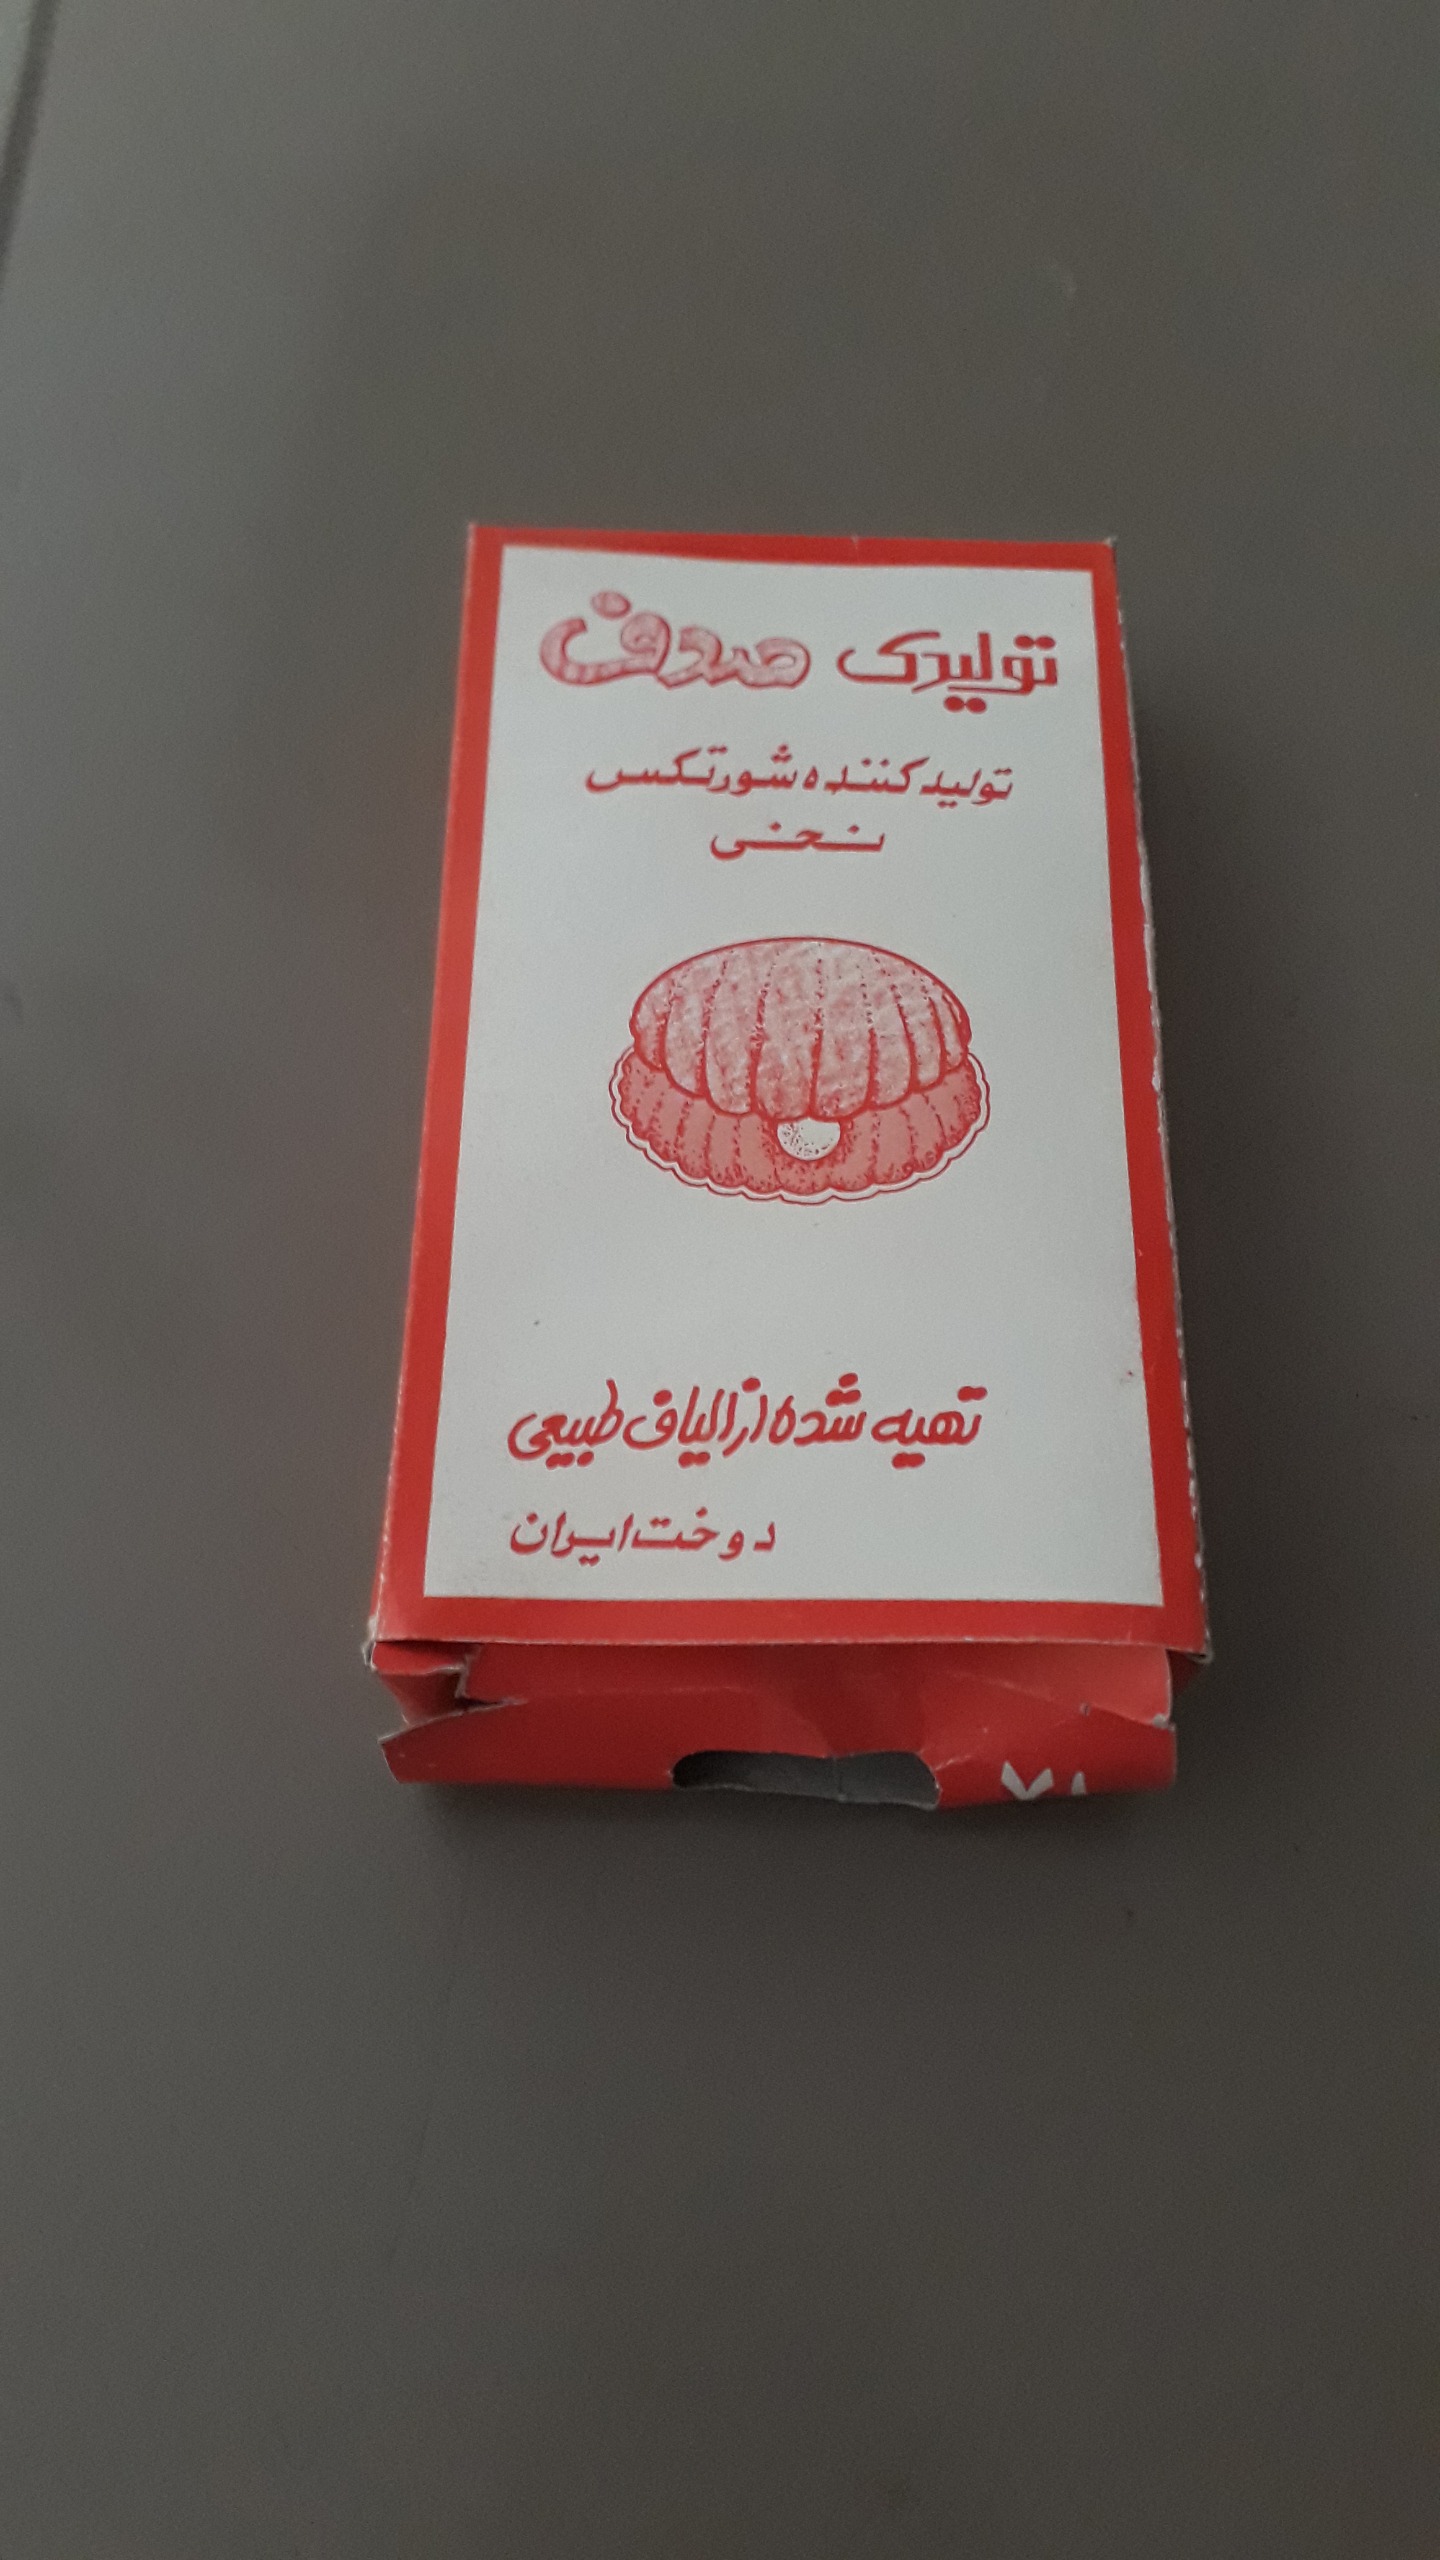 تولیدی صدف
تولید کننده شورتکس
نخی
تهیه شده از الیاف طبیعی
دوخت ایران